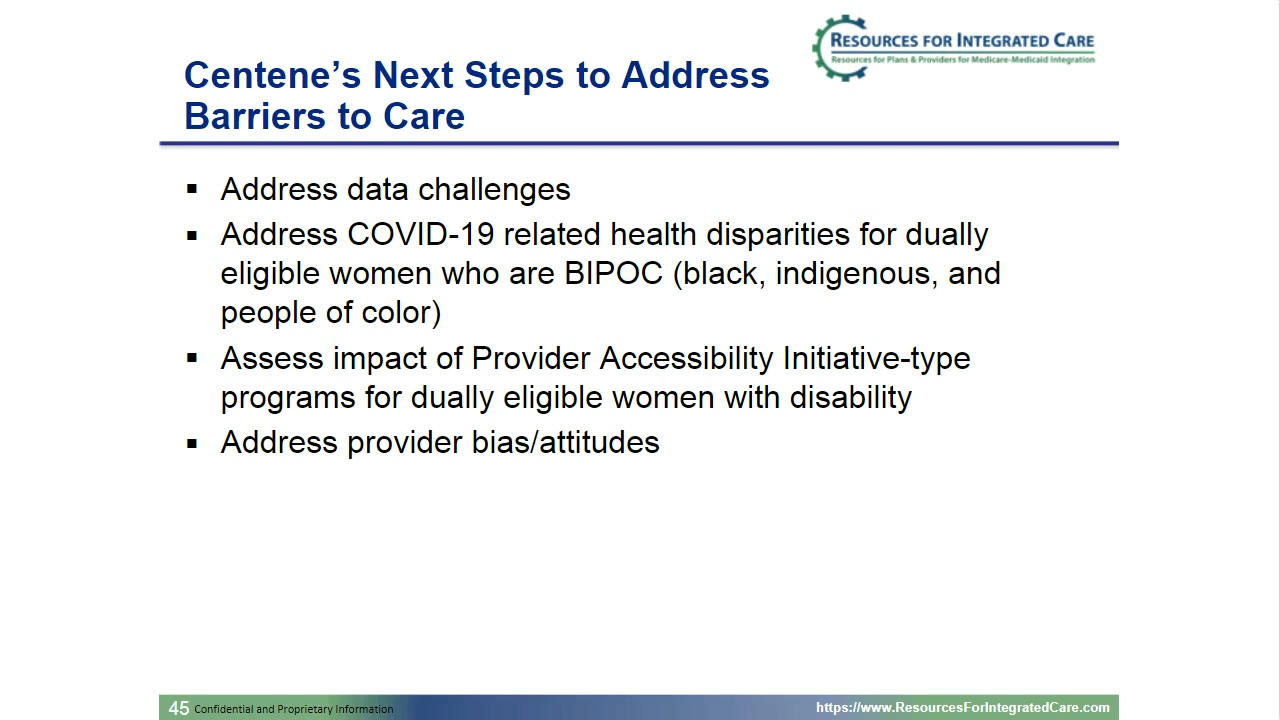 RESOURCES FOR INTEGRATED CARE
Resources for Plans & Providers for Medicare-Medicaid Integration
Centene’s Next Steps to Address
Barriers to Care
▪ Address data challenges
▪ Address COVID-19 related health disparities for dually
eligible women who are BIPOC (black, indigenous, and
people of color)
▪ Assess impact of Provider Accessibility Initiative-type
programs for dually eligible women with disability
▪ Address provider bias/attitudes
45 Confidential and Proprietary Information
https://www.ResourcesForIntegratedCare.com